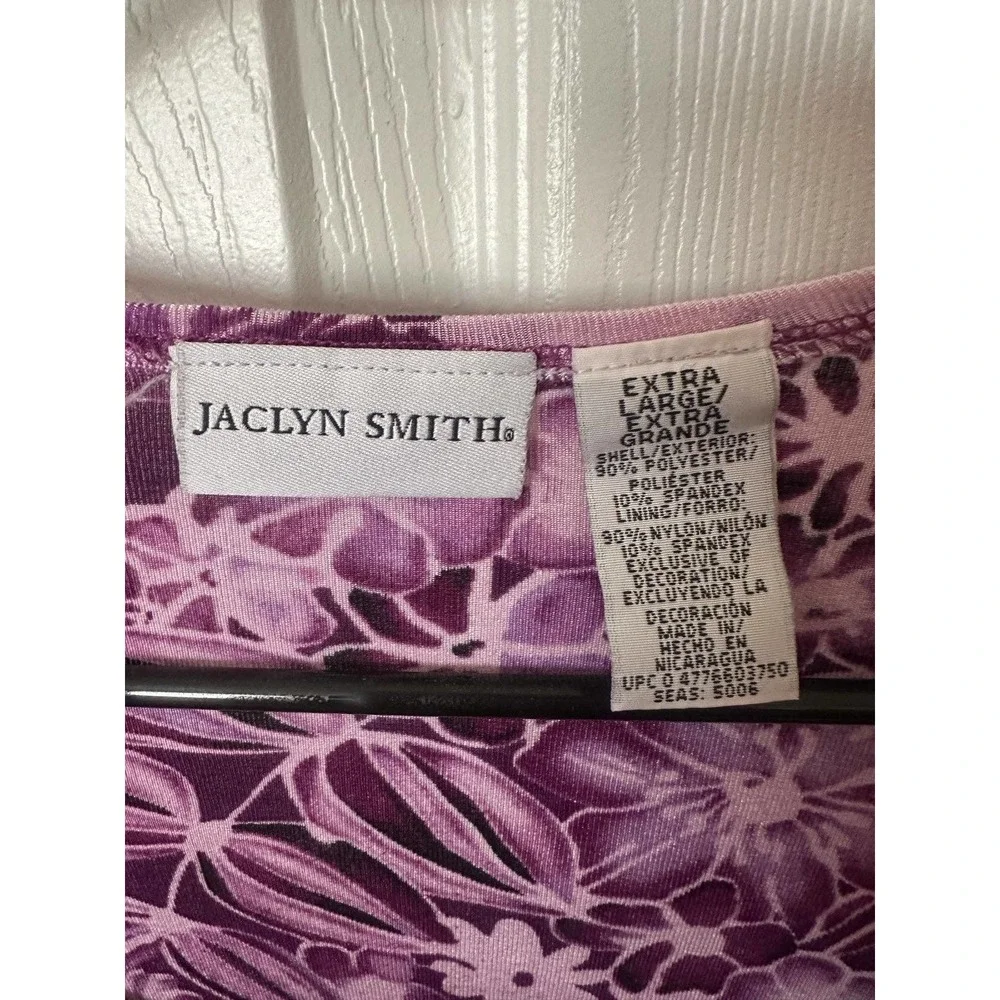 JACLYN SMITH®
EXTRA
LARGE/
EXTRA
GRANDE
SHELL/EXTERIOR:
90% POLYESTER/
POLIÉSTER
10% SPANDEX
LINING/FORRO:
90% NYLON/NILÓN
10% SPANDEX
EXCLUSIVE OF
DECORATION/
EXCLUYENDO LA
DECORACIÓN
MADE IN/
HECHO EN
NICARAGUA
UPC 0 4776603750
SEAS: 5006